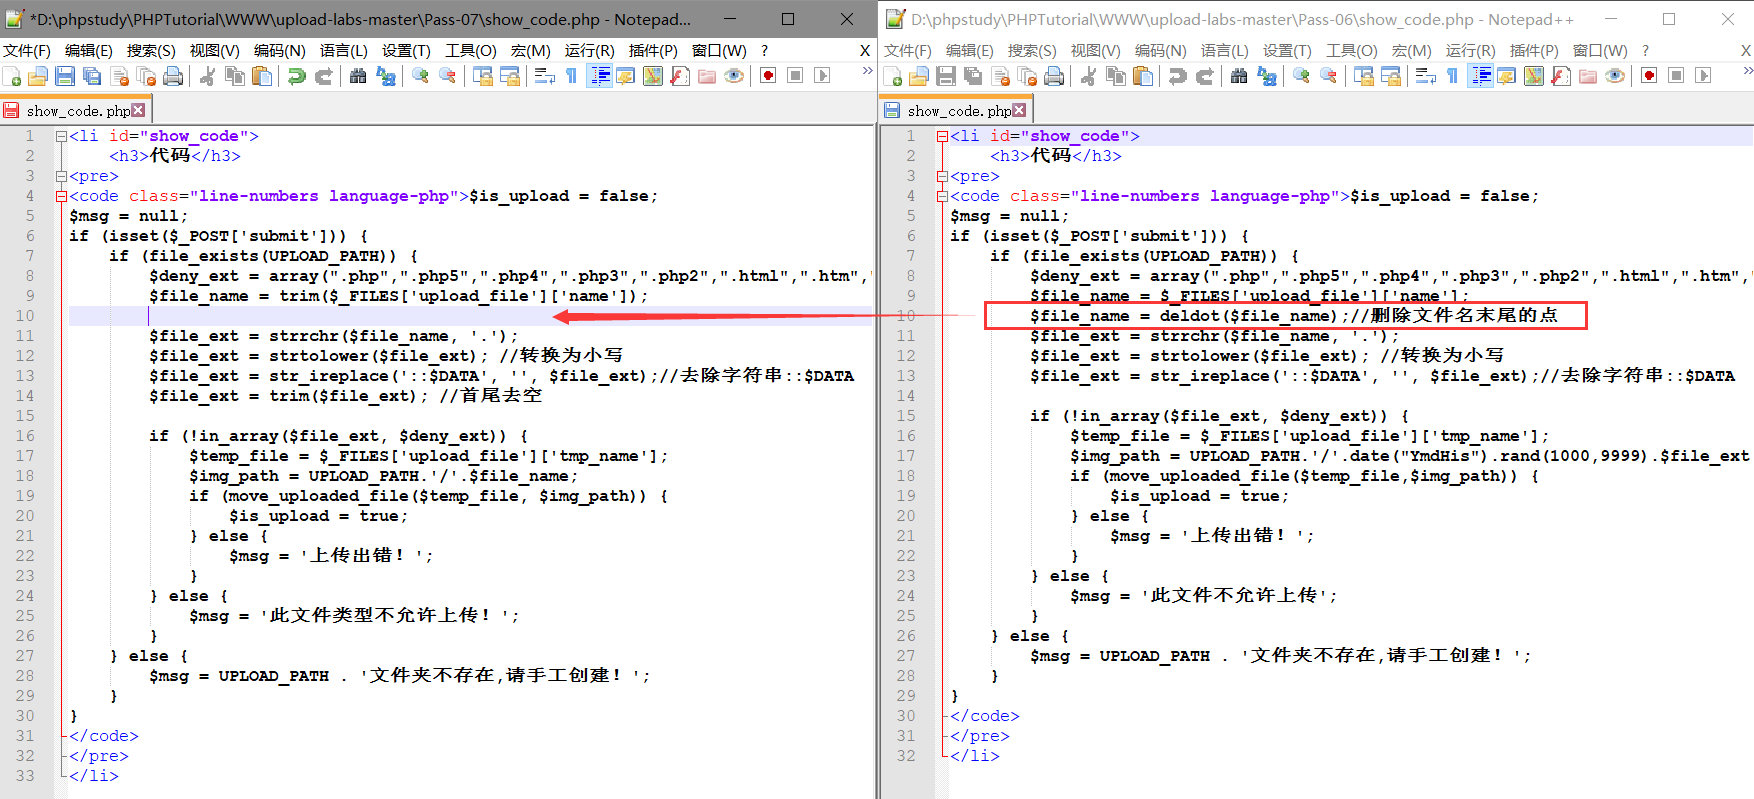 *D:\phpstudy\PHPTutorial\WWW\upload-labs-master\Pass-07\show_code.php - Notepad...
文件(F) 编辑(E) 搜索(S) 视图(V) 编码(N) 语言(L) 设置(T) 工具(O) 宏(M) 运行(R) 插件(P) 窗口(W) ? X
show_code.php
1 <li id="show_code">
2 <h3>代码</h3>
3 <pre>
4 <code class="line-numbers language-php">$is_upload = false;
5 $msg = null;
6 if (isset($_POST['submit'])) {
7 if (file_exists(UPLOAD_PATH)) {
8 $deny_ext = array(".php",".php5",".php4",".php3",".php2",".html",".htm",
9 $file_name = trim($_FILES['upload_file']['name']);
10
11 $file_ext = strrchr($file_name, '.');
12 $file_ext = strtolower($file_ext); //转换为小写
13 $file_ext = str_ireplace('::$DATA', '', $file_ext);//去除字符串::$DATA
14 $file_ext = trim($file_ext); //首尾去空
15
16 if (!in_array($file_ext, $deny_ext)) {
17 $temp_file = $_FILES['upload_file']['tmp_name'];
18 $img_path = UPLOAD_PATH.'/'.$file_name;
19 if (move_uploaded_file($temp_file, $img_path)) {
20 $is_upload = true;
21 } else {
22 $msg = '上传出错！';
23 }
24 } else {
25 $msg = '此文件类型不允许上传！';
26 }
27 } else {
28 $msg = UPLOAD_PATH . '文件夹不存在,请手工创建！';
29 }
30 }
31 </code>
32 </pre>
33 </li>
D:\phpstudy\PHPTutorial\WWW\upload-labs-master\Pass-06\show_code.php - Notepad++
文件(F) 编辑(E) 搜索(S) 视图(V) 编码(N) 语言(L) 设置(T) 工具(O) 宏(M) 运行(R) 插件(P) 窗口(W) ? X
show_code.php
1 <li id="show_code">
2 <h3>代码</h3>
3 <pre>
4 <code class="line-numbers language-php">$is_upload = false;
5 $msg = null;
6 if (isset($_POST['submit'])) {
7 if (file_exists(UPLOAD_PATH)) {
8 $deny_ext = array(".php",".php5",".php4",".php3",".php2",".html",".htm",
9 $file_name = $_FILES['upload_file']['name'];
10 $file_name = deldot($file_name);//删除文件名末尾的点
11 $file_ext = strrchr($file_name, '.');
12 $file_ext = strtolower($file_ext); //转换为小写
13 $file_ext = str_ireplace('::$DATA', '', $file_ext);//去除字符串::$DATA
14
15 if (!in_array($file_ext, $deny_ext)) {
16 $temp_file = $_FILES['upload_file']['tmp_name'];
17 $img_path = UPLOAD_PATH.'/'.date("YmdHis").rand(1000,9999).$file_ext
18 if (move_uploaded_file($temp_file,$img_path)) {
19 $is_upload = true;
20 } else {
21 $msg = '上传出错！';
22 }
23 } else {
24 $msg = '此文件不允许上传';
25 }
26 } else {
27 $msg = UPLOAD_PATH . '文件夹不存在,请手工创建！';
28 }
29 }
30 </code>
31 </pre>
32 </li>